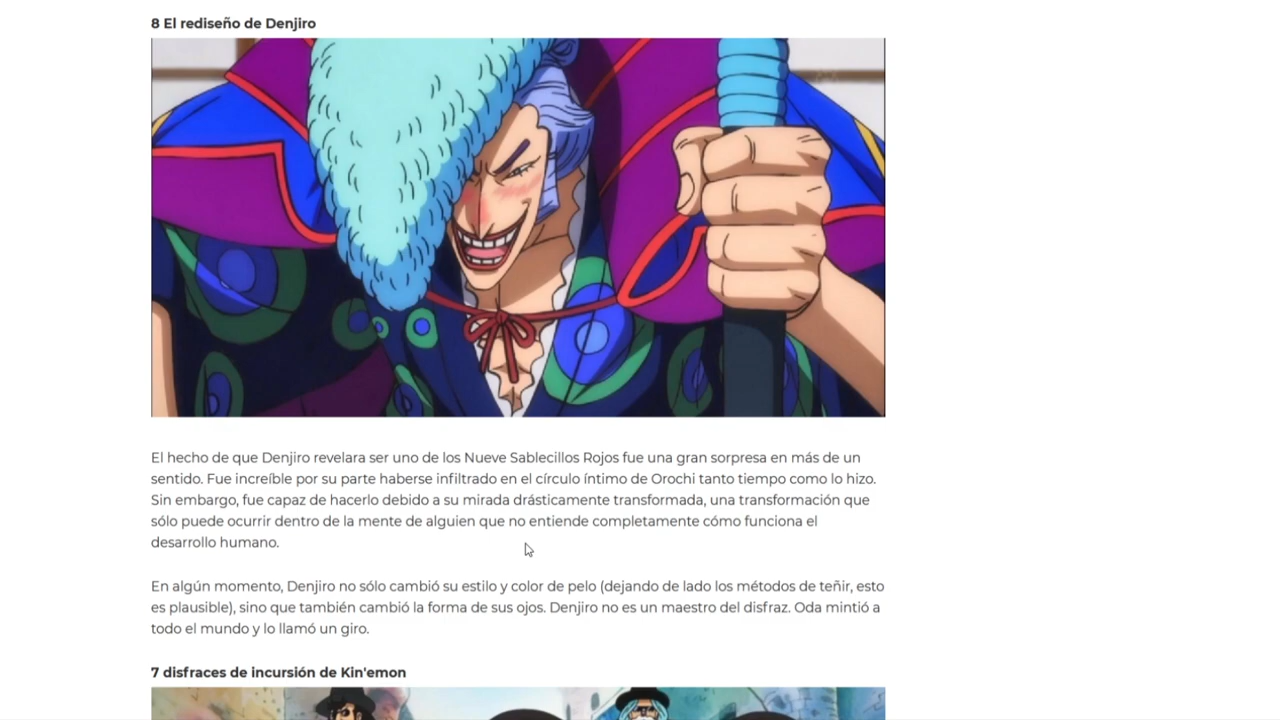 8 El rediseño de Denjiro
El hecho de que Denjiro revelara ser uno de los Nueve Sablecillos Rojos fue una gran sorpresa en más de un
sentido. Fue increíble por su parte haberse infiltrado en el círculo íntimo de Orochi tanto tiempo como lo hizo.
Sin embargo, fue capaz de hacerlo debido a su mirada drásticamente transformada, una transformación que
sólo puede ocurrir dentro de la mente de alguien que no entiende completamente cómo funciona el
desarrollo humano.
En algún momento, Denjiro no sólo cambió su estilo y color de pelo (dejando de lado los métodos de teñir, esto
es plausible), sino que también cambió la forma de sus ojos. Denjiro no es un maestro del disfraz. Oda mintió a
todo el mundo y lo llamó un giro.
7 disfraces de incursión de Kin'emon